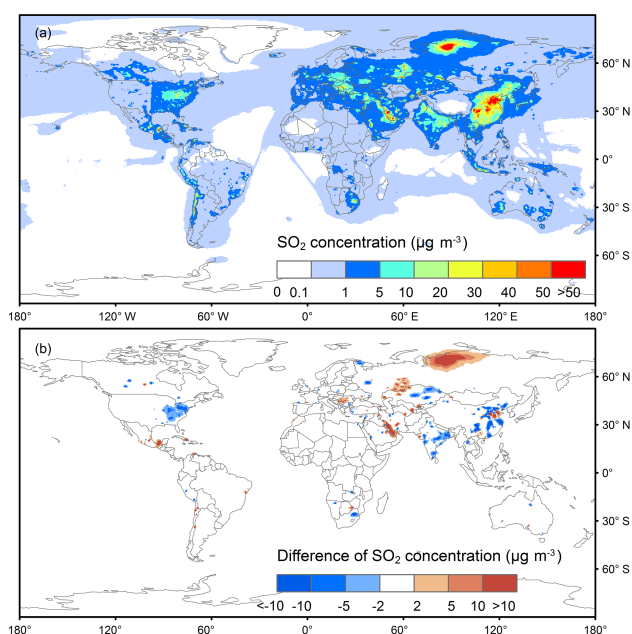 (a)
60° N
30° N
0°
30° S
60° S
SO₂ concentration (µg m⁻³)
0 0.1 1 5 10 20 30 40 50 >50
180° 120° W 60° W 0° 60° E 120° E 180°
(b)
60° N
30° N
0°
30° S
60° S
Difference of SO₂ concentration (µg m⁻³)
<-10 -10 -5 -2 2 5 10 >10
180° 120° W 60° W 0° 60° E 120° E 180°